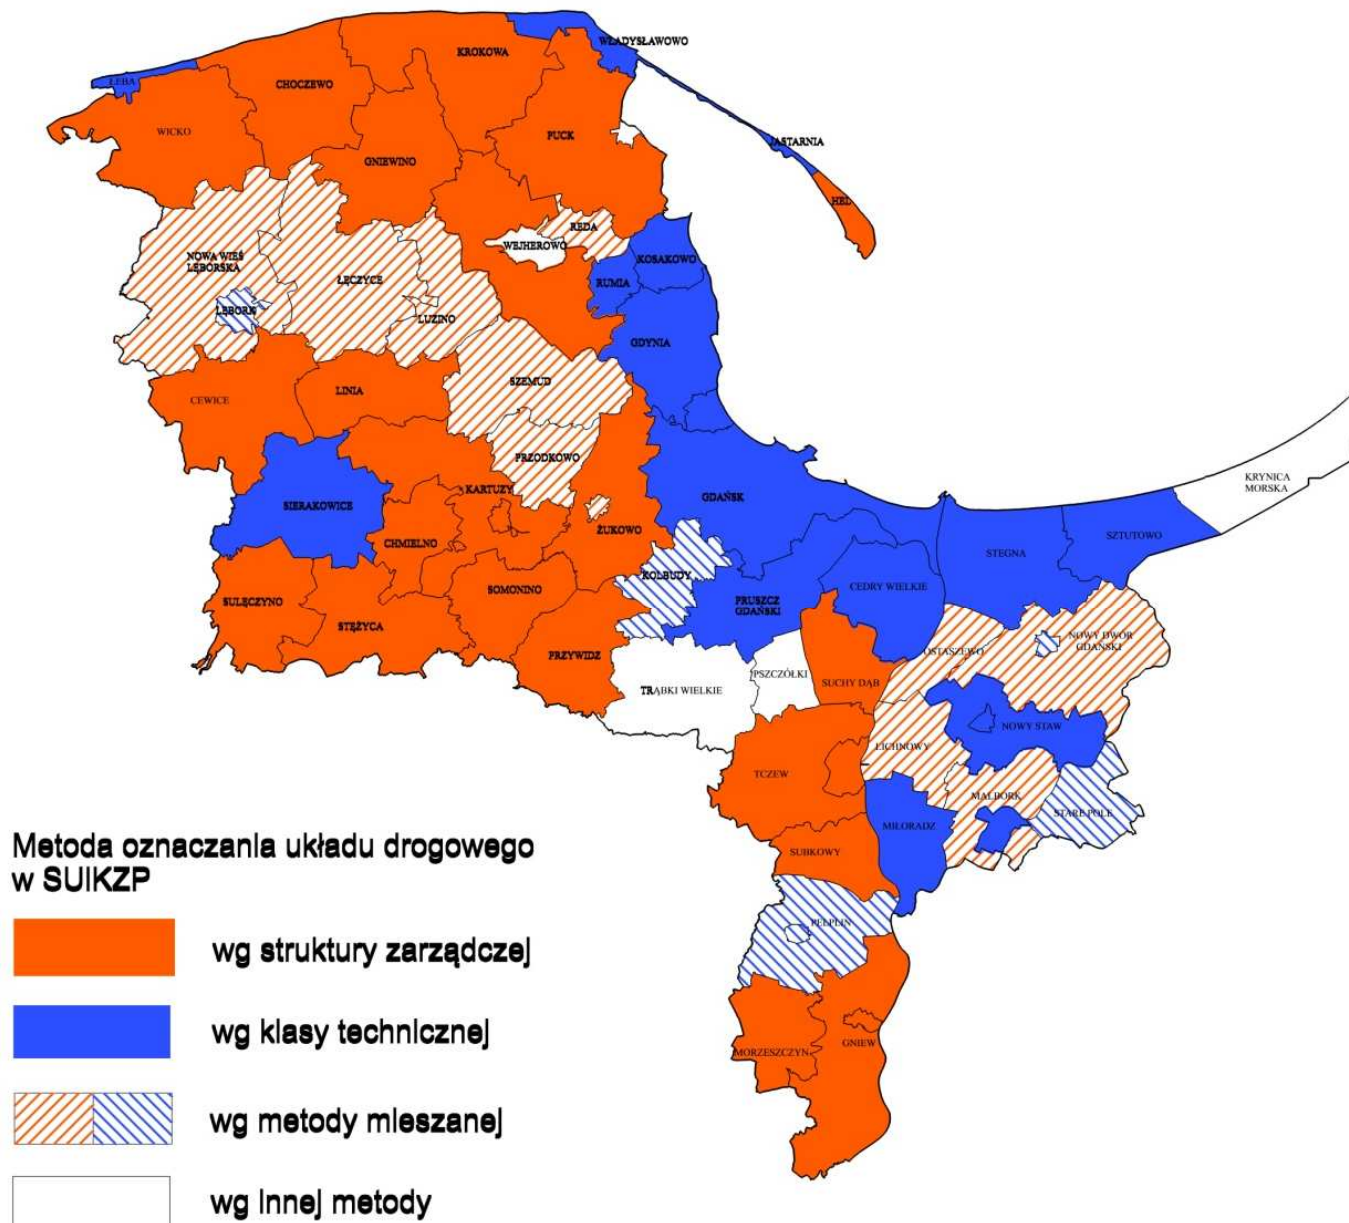 WŁADYSŁAWOWO
KROKOWA
ŁEBA
CHOCZEWO
WICKO
PUCK
JASTARNIA
GNIEWINO
HEL
REDA
WEJHEROWO
NOWA WIEŚ
LĘBORSKA
KOSAKOWO
ŁĘCZYCE
RUMIA
LĘBORK
LUZINO
GDYNIA
SZEMUD
LINIA
CEWICE
PRZODKOWO
KRYNICA
MORSKA
KARTUZY
GDAŃSK
SIERAKOWICE
ŻUKOWO
SZTUTOWO
CHMIELNO
STEGNA
KOLBUDY
CEDRY WIELKIE
SOMONINO
SULĘCZYNO
PRUSZCZ
GDAŃSKI
STĘŻYCA
NOWY DWÓR
GDAŃSKI
OSTASZEWO
PRZYWIDZ
PSZCZÓŁKI
SUCHY DĄB
TRĄBKI WIELKIE
NOWY STAW
LICHNOWY
TCZEW
MALBORK
STARE POLE
MIŁORADZ
SUBKOWY
PELPLIN
GNIEW
MORZESZCZYN
Metoda oznaczania układu drogowego
w SUIKZP
wg struktury zarządczej
wg klasy technicznej
wg metody mieszanej
wg innej metody